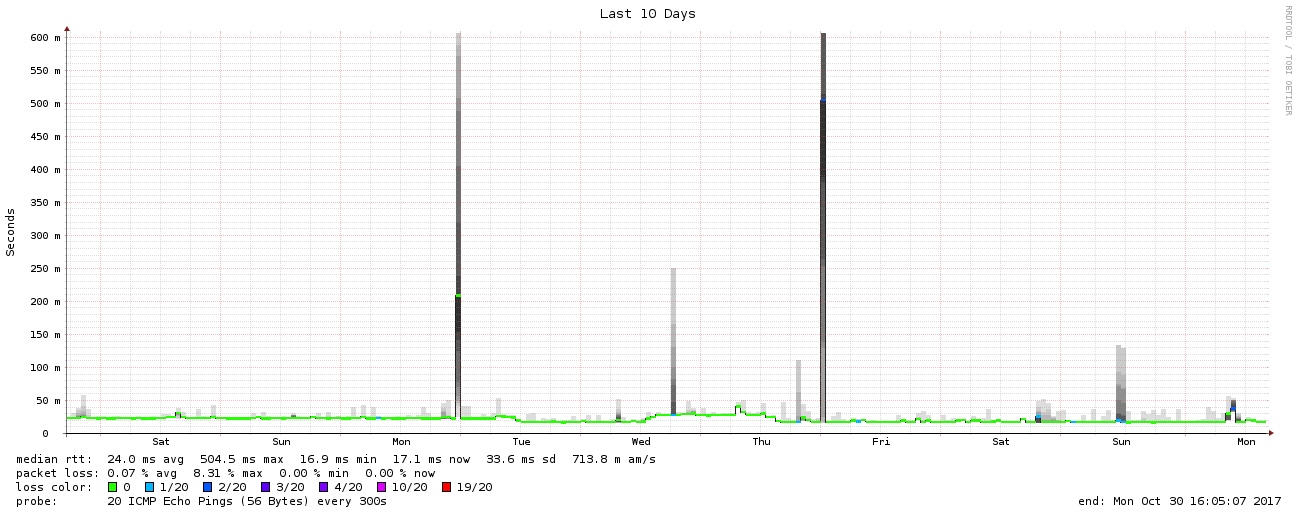 Last 10 Days
RRDTOOL / TOBI OETIKER
Seconds
600 m
550 m
500 m
450 m
400 m
350 m
300 m
250 m
200 m
150 m
100 m
50 m
0
Sat Sun Mon Tue Wed Thu Fri Sat Sun Mon
median rtt: 24.0 ms avg 504.5 ms max 16.9 ms min 17.1 ms now 33.6 ms sd 713.8 m am/s
packet loss: 0.07 % avg 8.31 % max 0.00 % min 0.00 % now
loss color: 0 1/20 2/20 3/20 4/20 10/20 19/20
probe: 20 ICMP Echo Pings (56 Bytes) every 300s end: Mon Oct 30 16:05:07 2017